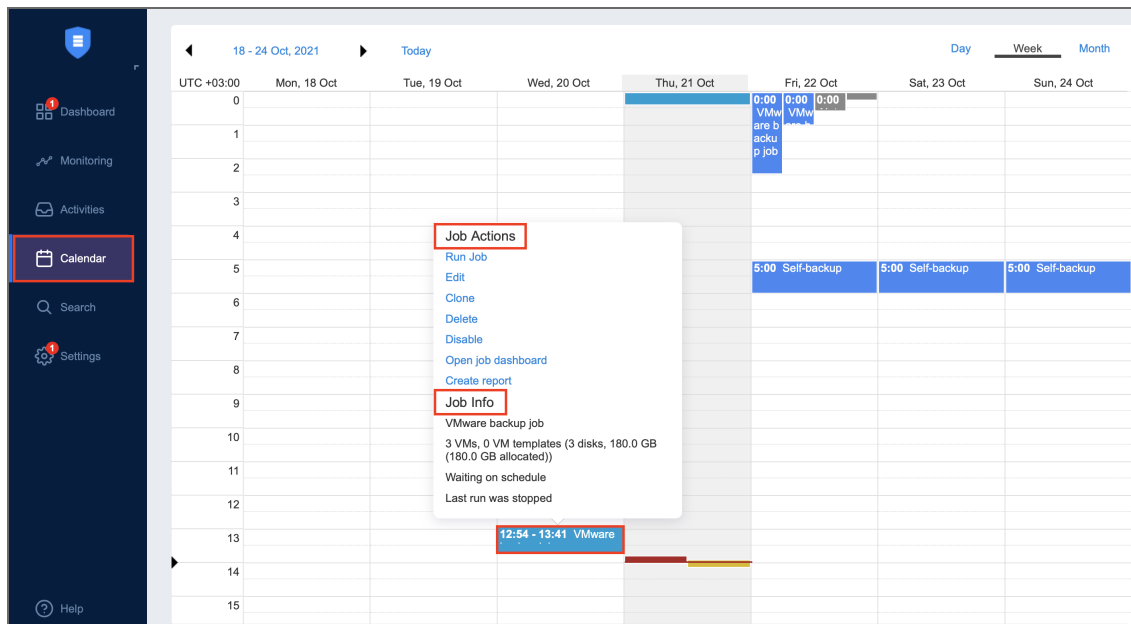 18 - 24 Oct, 2021
Today
Day
Week
Month
UTC +03:00
Mon, 18 Oct
Tue, 19 Oct
Wed, 20 Oct
Thu, 21 Oct
Fri, 22 Oct
Sat, 23 Oct
Sun, 24 Oct
1
Dashboard
Monitoring
Activities
Calendar
Search
1
Settings
Help
0
1
2
3
4
5
6
7
8
9
10
11
12
13
14
15
0:00
VMw
are b
acku
p job
0:00
VMw
0:00
5:00 Self-backup
5:00 Self-backup
5:00 Self-backup
Job Actions
Run Job
Edit
Clone
Delete
Disable
Open job dashboard
Create report
Job Info
VMware backup job
3 VMs, 0 VM templates (3 disks, 180.0 GB
(180.0 GB allocated))
Waiting on schedule
Last run was stopped
12:54 - 13:41 VMware